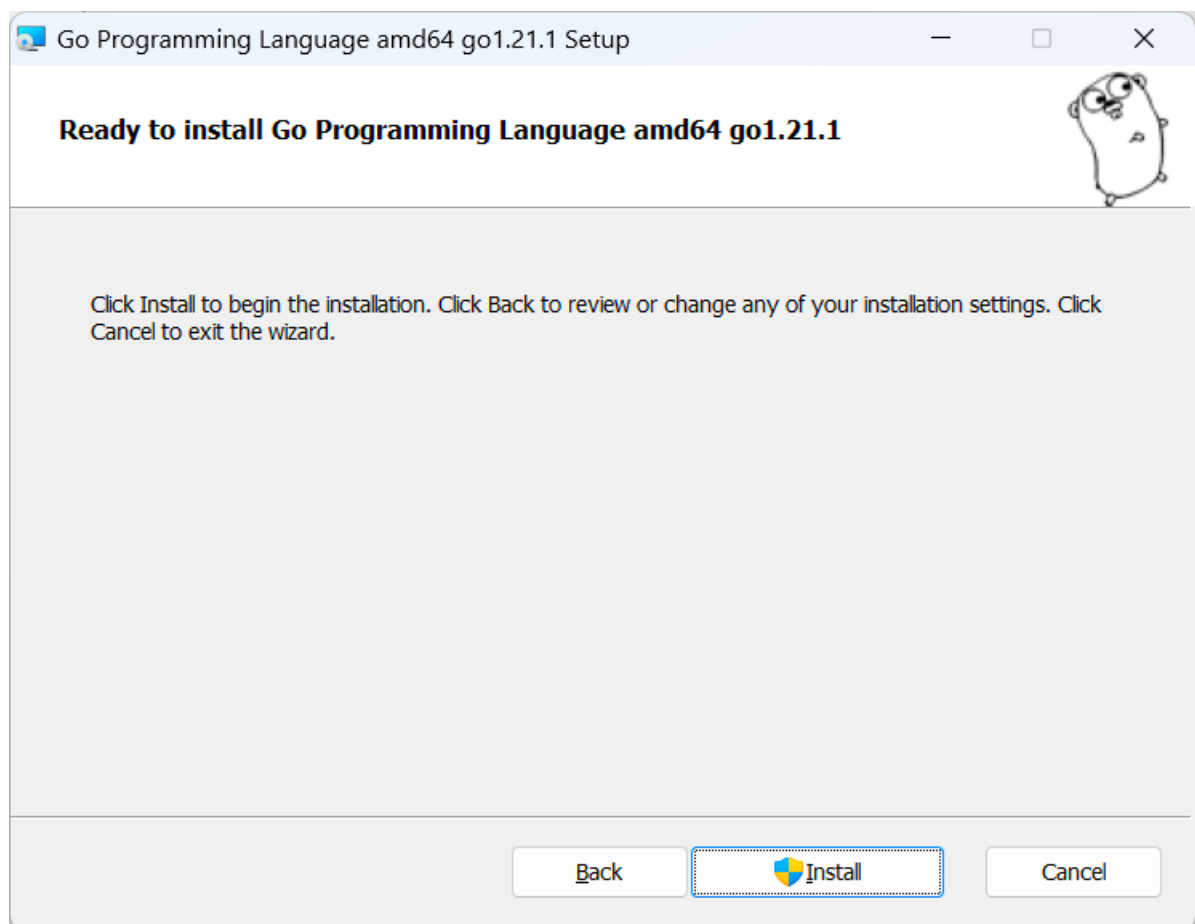 Go Programming Language amd64 go1.21.1 Setup
Ready to install Go Programming Language amd64 go1.21.1
Click Install to begin the installation. Click Back to review or change any of your installation settings. Click
Cancel to exit the wizard.
Back
Install
Cancel